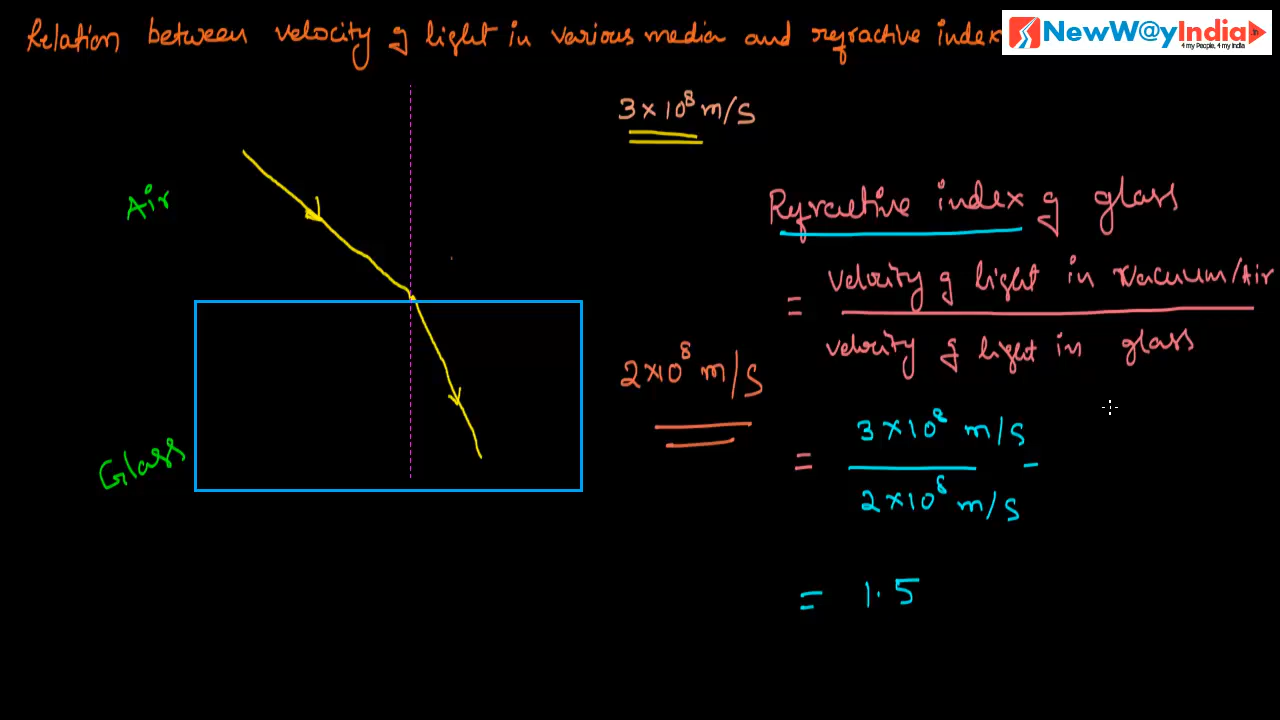 Relation between velocity of light in various media and refractive index
NewW@yIndia
4 my People, 4 my India
3×10⁸ m/s
Air
Refractive index of glass
= velocity of light in Vacuum/Air
velocity of light in glass
2×10⁸ m/s
= 3×10⁸ m/s
2×10⁸ m/s
Glass
= 1.5